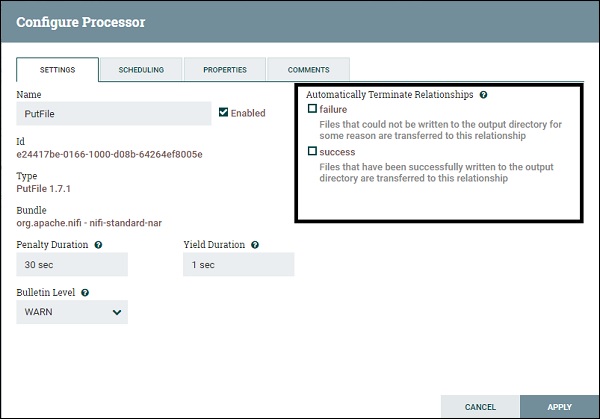 Configure Processor
SETTINGS
SCHEDULING
PROPERTIES
COMMENTS
Name
PutFile
Enabled
Id
e24417be-0166-1000-d08b-64264ef8005e
Type
PutFile 1.7.1
Bundle
org.apache.nifi - nifi-standard-nar
Penalty Duration ?
Yield Duration ?
30 sec
1 sec
Bulletin Level ?
WARN
Automatically Terminate Relationships ?
failure
Files that could not be written to the output directory for
some reason are transferred to this relationship
success
Files that have been successfully written to the output
directory are transferred to this relationship
CANCEL
APPLY